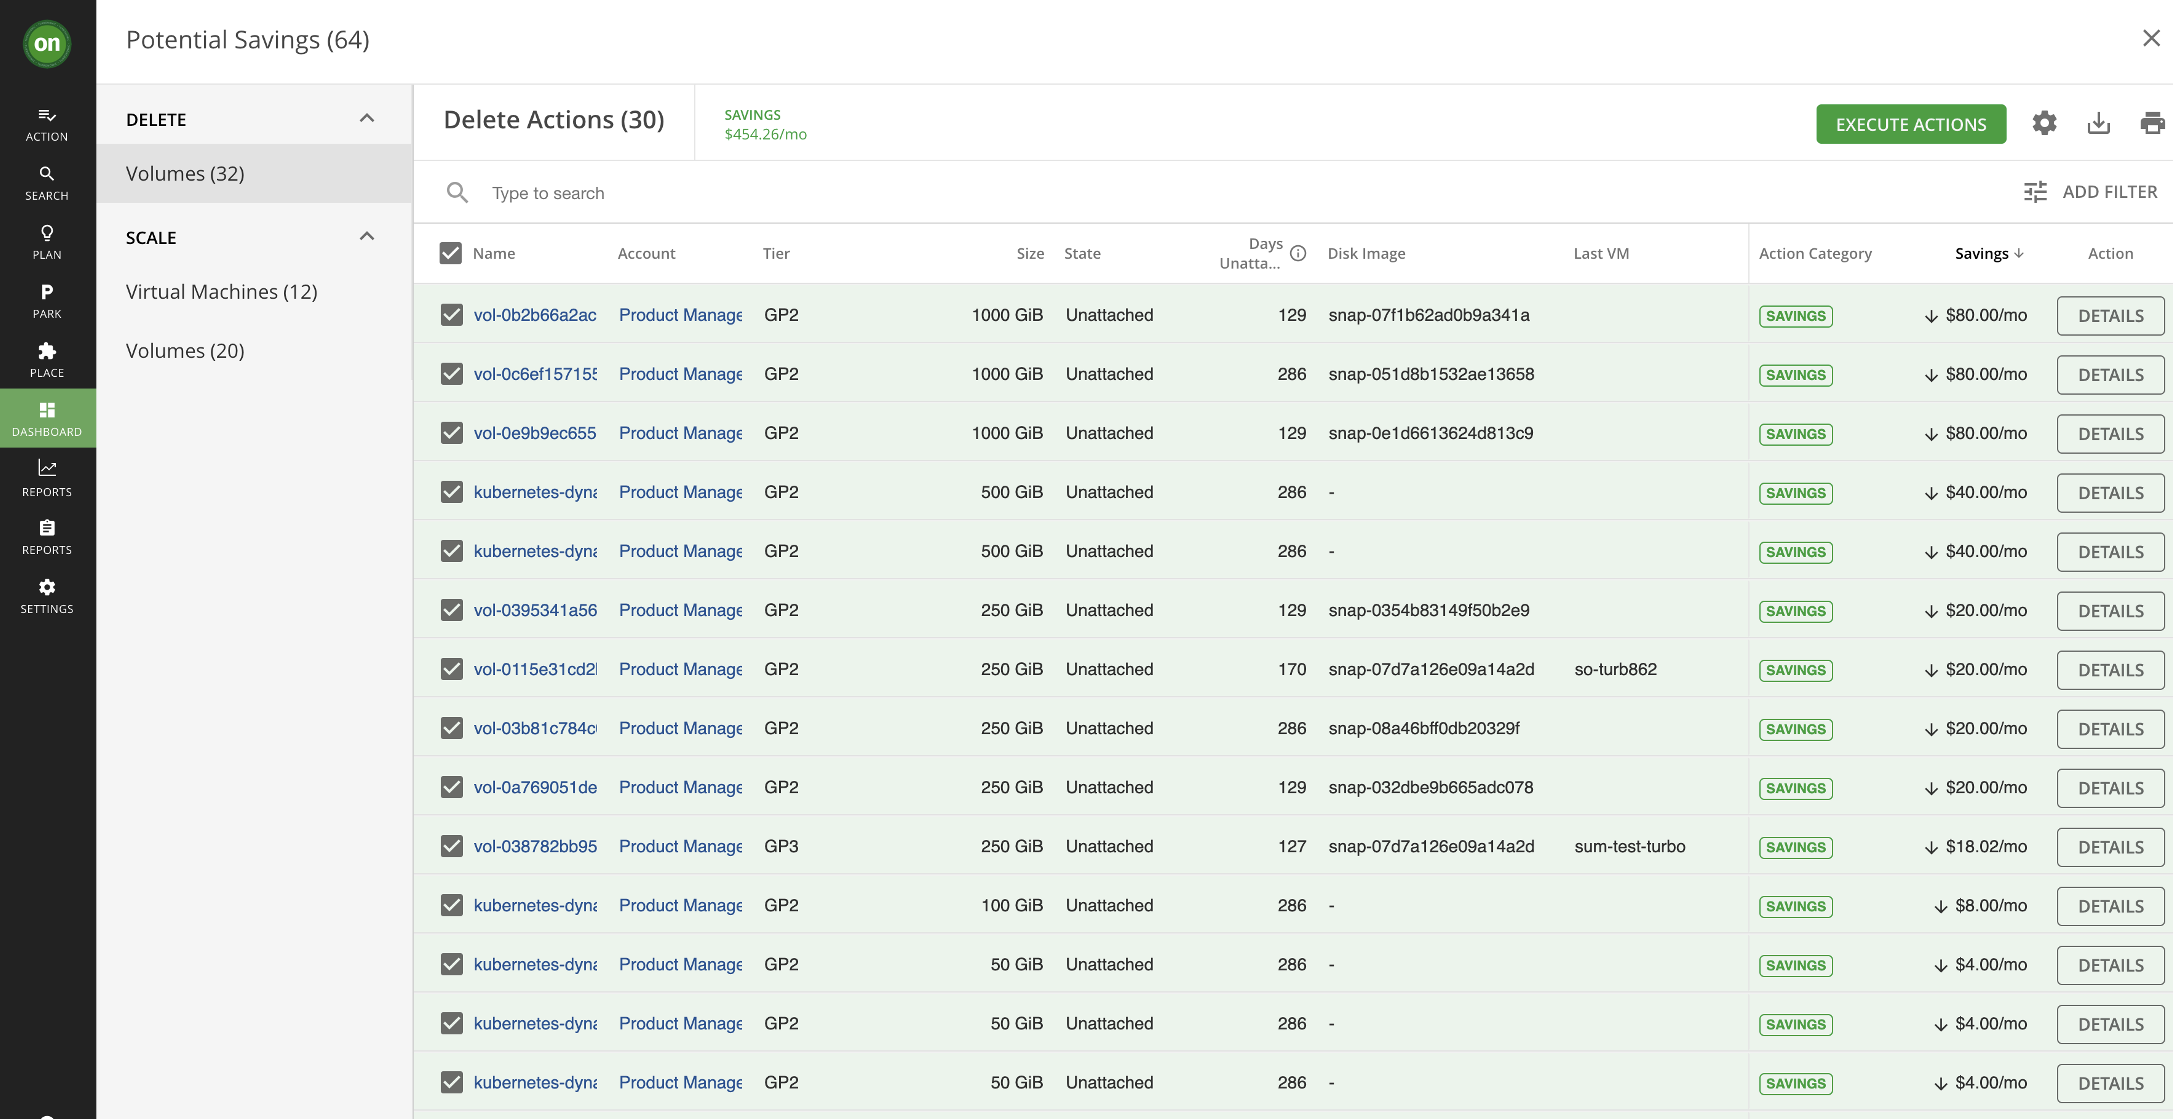 on
Potential Savings (64)
ACTION
SEARCH
PLAN
P
PARK
PLACE
DASHBOARD
REPORTS
REPORTS
SETTINGS
DELETE
Volumes (32)
SCALE
Virtual Machines (12)
Volumes (20)
Delete Actions (30)
SAVINGS
$454.26/mo
EXECUTE ACTIONS
Type to search
ADD FILTER
Name Account Tier Size State Days Unatta... Disk Image Last VM Action Category Savings Action
vol-0b2b66a2ac Product Manage GP2 1000 GiB Unattached 129 snap-07f1b62ad0b9a341a SAVINGS ↓ $80.00/mo DETAILS
vol-0c6ef157155 Product Manage GP2 1000 GiB Unattached 286 snap-051d8b1532ae13658 SAVINGS ↓ $80.00/mo DETAILS
vol-0e9b9ec655 Product Manage GP2 1000 GiB Unattached 129 snap-0e1d6613624d813c9 SAVINGS ↓ $80.00/mo DETAILS
kubernetes-dyna Product Manage GP2 500 GiB Unattached 286 - SAVINGS ↓ $40.00/mo DETAILS
kubernetes-dyna Product Manage GP2 500 GiB Unattached 286 - SAVINGS ↓ $40.00/mo DETAILS
vol-0395341a56 Product Manage GP2 250 GiB Unattached 129 snap-0354b83149f50b2e9 SAVINGS ↓ $20.00/mo DETAILS
vol-0115e31cd2 Product Manage GP2 250 GiB Unattached 170 snap-07d7a126e09a14a2d so-turb862 SAVINGS ↓ $20.00/mo DETAILS
vol-03b81c784c Product Manage GP2 250 GiB Unattached 286 snap-08a46bff0db20329f SAVINGS ↓ $20.00/mo DETAILS
vol-0a769051de Product Manage GP2 250 GiB Unattached 129 snap-032dbe9b665adc078 SAVINGS ↓ $20.00/mo DETAILS
vol-038782bb95 Product Manage GP3 250 GiB Unattached 127 snap-07d7a126e09a14a2d sum-test-turbo SAVINGS ↓ $18.02/mo DETAILS
kubernetes-dyna Product Manage GP2 100 GiB Unattached 286 - SAVINGS ↓ $8.00/mo DETAILS
kubernetes-dyna Product Manage GP2 50 GiB Unattached 286 - SAVINGS ↓ $4.00/mo DETAILS
kubernetes-dyna Product Manage GP2 50 GiB Unattached 286 - SAVINGS ↓ $4.00/mo DETAILS
kubernetes-dyna Product Manage GP2 50 GiB Unattached 286 - SAVINGS ↓ $4.00/mo DETAILS